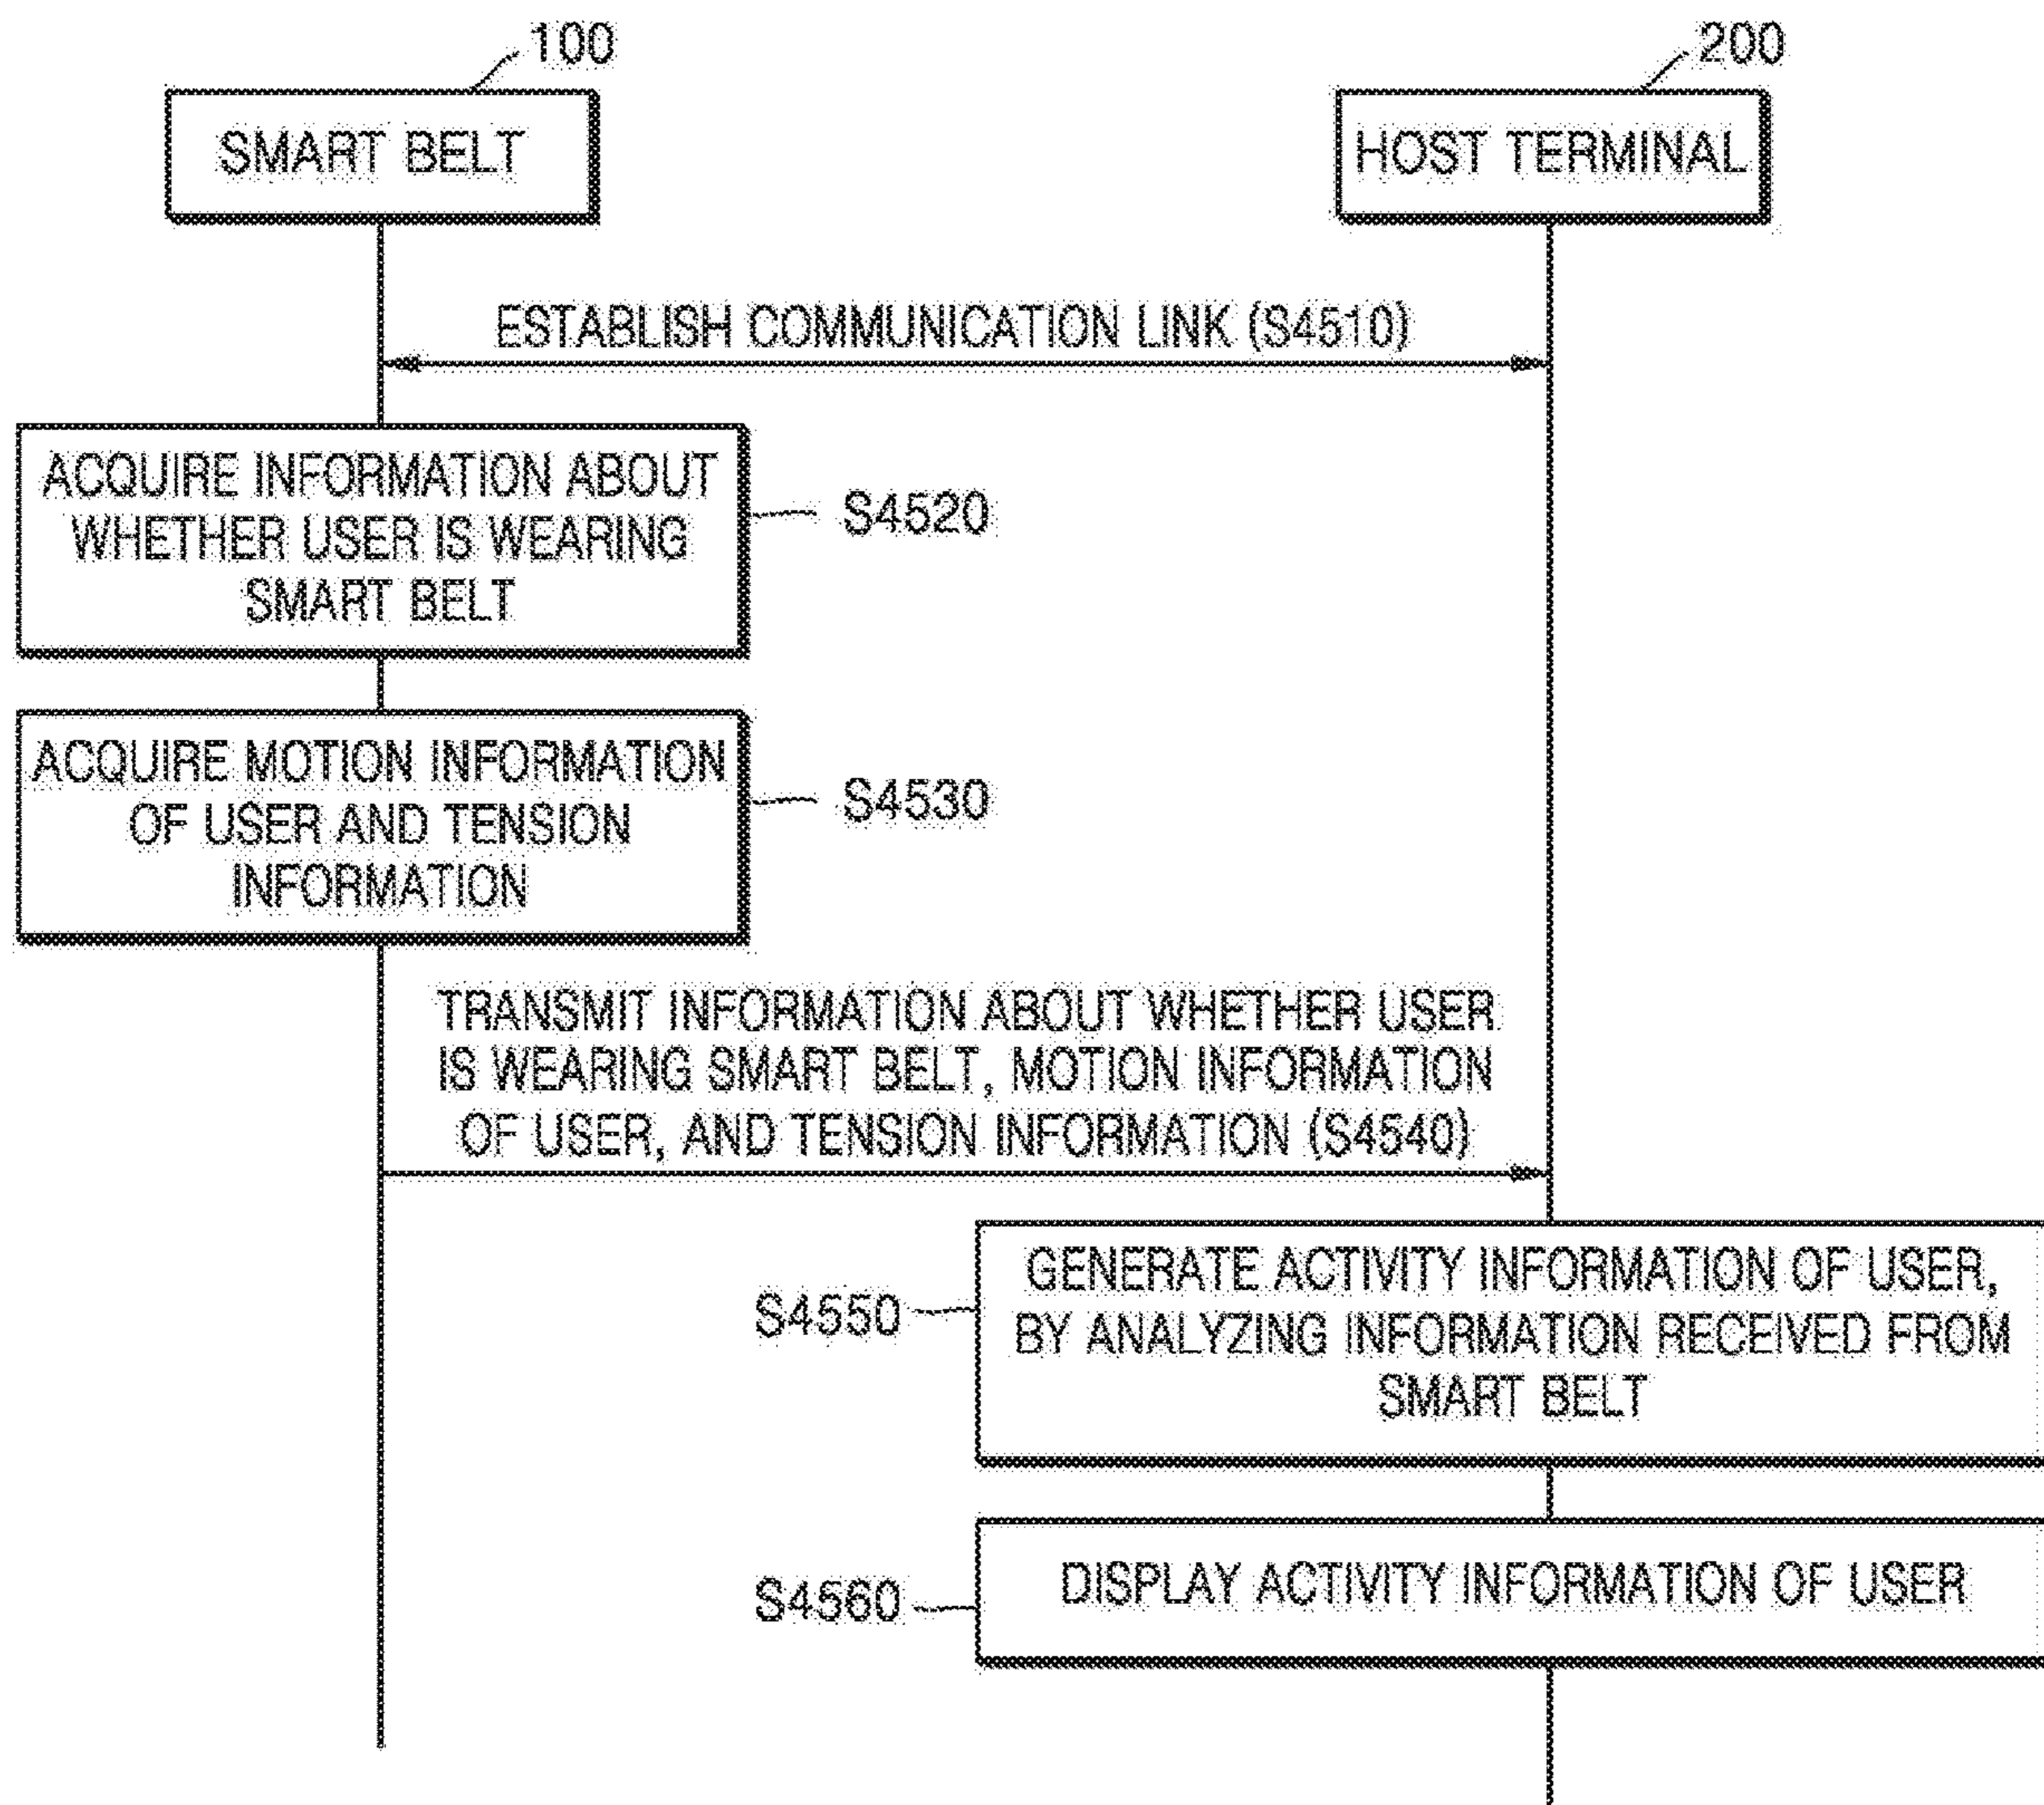 100
200
SMART BELT
HOST TERMINAL
ESTABLISH COMMUNICATION LINK (S4510)
ACQUIRE INFORMATION ABOUT
WHETHER USER IS WEARING
SMART BELT
S4520
ACQUIRE MOTION INFORMATION
OF USER AND TENSION
INFORMATION
S4530
TRANSMIT INFORMATION ABOUT WHETHER USER
IS WEARING SMART BELT, MOTION INFORMATION
OF USER, AND TENSION INFORMATION (S4540)
GENERATE ACTIVITY INFORMATION OF USER,
BY ANALYZING INFORMATION RECEIVED FROM
SMART BELT
S4550
DISPLAY ACTIVITY INFORMATION OF USER
S4560